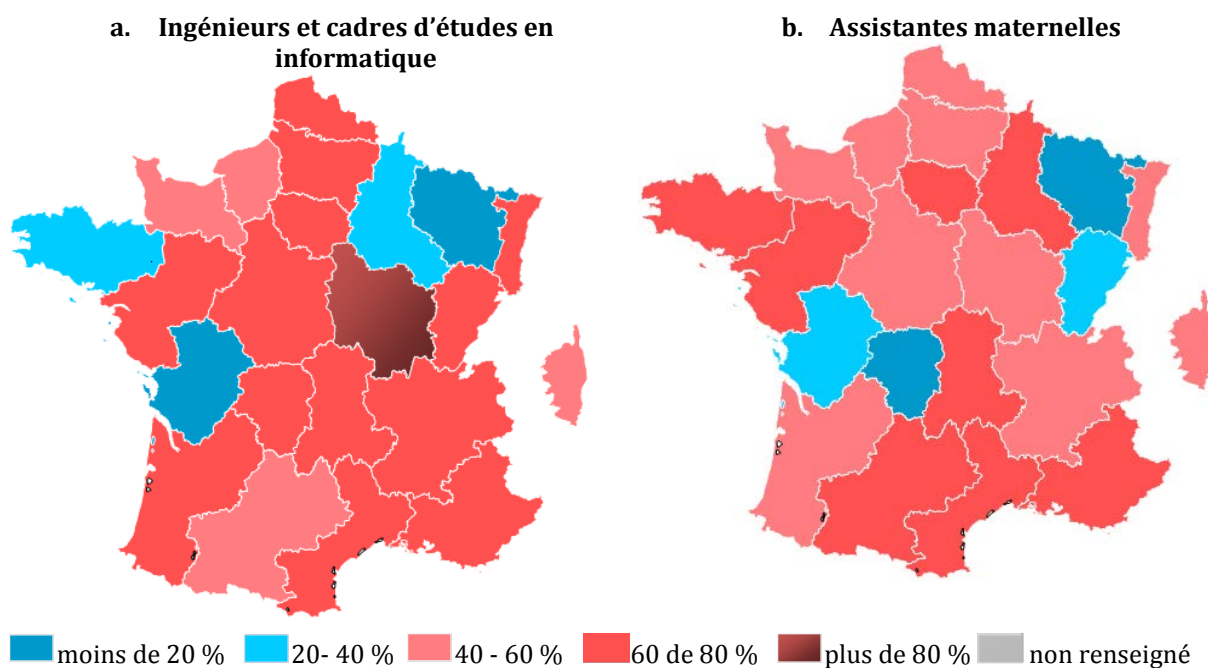 a. Ingénieurs et cadres d’études en
informatique
b. Assistantes maternelles
moins de 20 %
20- 40 %
40 - 60 %
60 de 80 %
plus de 80 %
non renseigné